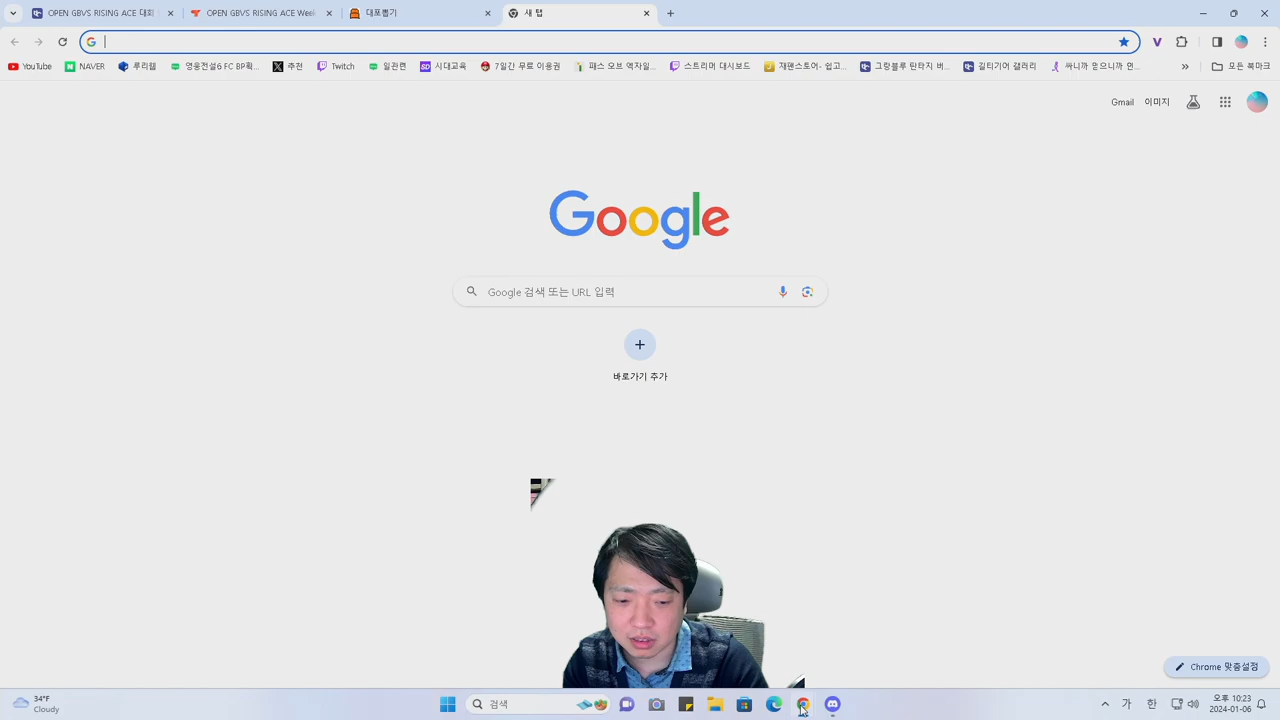 OPEN GBVS RISING ACE 대회
OPEN GBVS RISING ACE Week
대포뽑기
새 탭
YouTube
NAVER
루리웹
영웅전설6 FC BP확...
추천
Twitch
일관련
시대교육
7일간 무료 이용권
패스 오브 엑자일...
스트리머 대시보드
재팬스토어- 쉽고...
그랑블루 판타지 버...
길티기어 갤러리
싸니까 믿으니까 인...
모든 북마크
Gmail 이미지
Google
Google 검색 또는 URL 입력
바로가기 추가
Chrome 맞춤설정
34°F
Cloudy
검색
가
한
오후 10:23
2024-01-06